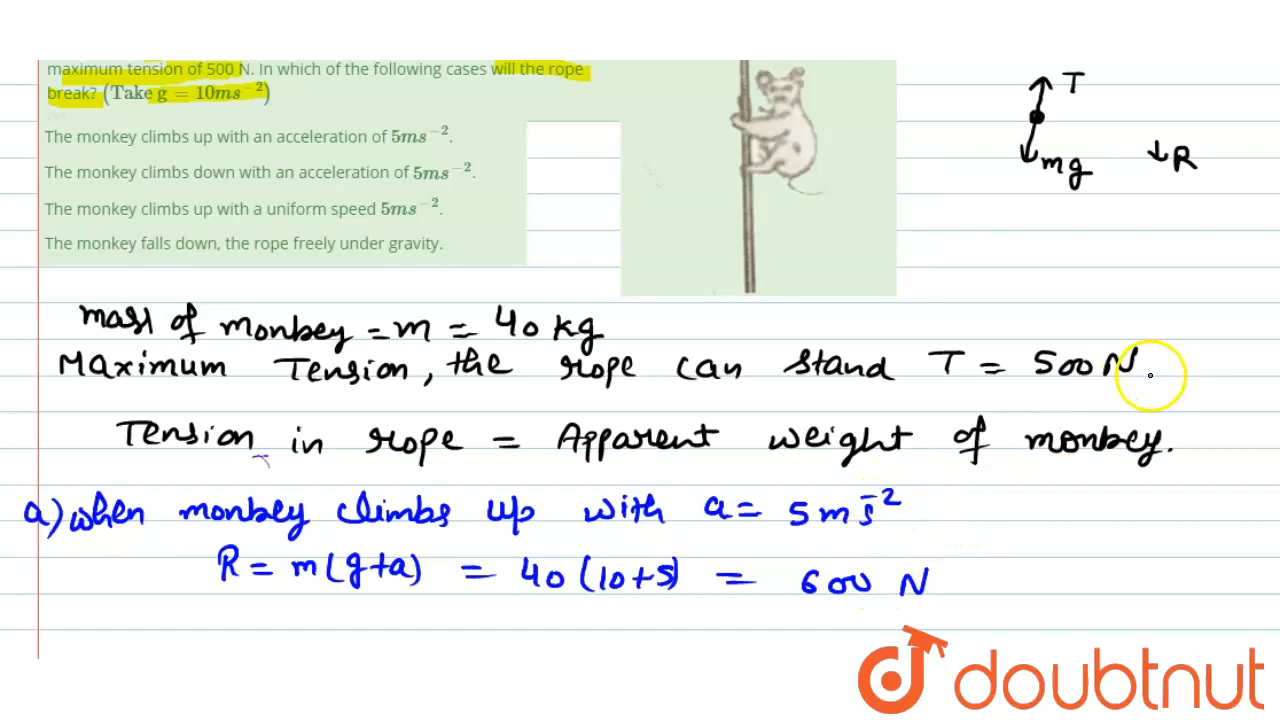 maximum tension of 500 N. In which of the following cases will the rope
break? (Take g = 10ms⁻²)
The monkey climbs up with an acceleration of 5ms⁻².
The monkey climbs down with an acceleration of 5ms⁻².
The monkey climbs up with a uniform speed 5ms⁻².
The monkey falls down, the rope freely under gravity.
T
mg
↓R
mass of monkey = m = 40 kg
Maximum Tension, the rope can stand T = 500 N.
Tension in rope = Apparent weight of monkey.
a) when monkey climbs up with a = 5 ms⁻²
R = m(g+a) = 40(10+5) = 600 N
doubtnut